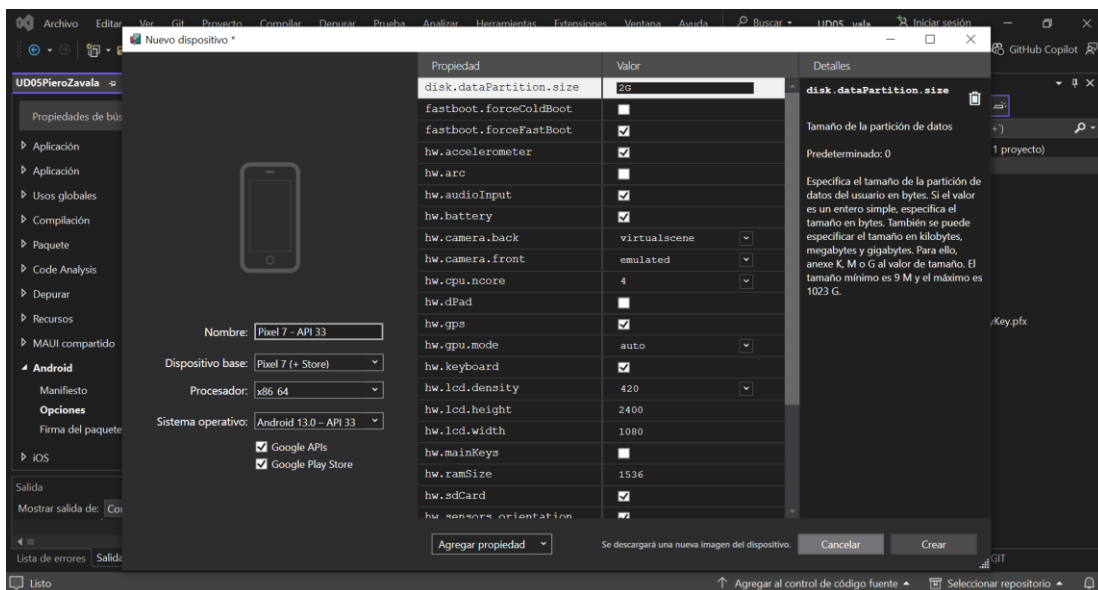 Archivo Editar Ver Git Proyecto Compilar Depurar Prueba Analizar Herramientas Extensiones Ventana Ayuda Buscar UD05_vala Iniciar sesión
Nuevo dispositivo *
GitHub Copilot
UD05PieroZavala
Propiedades de bús
Aplicación
Aplicación
Usos globales
Compilación
Paquete
Code Analysis
Depurar
Recursos
MAUI compartido
Android
Manifiesto
Opciones
Firma del paquete
iOS
Salida
Mostrar salida de:
Lista de errores Salida
Listo
Nombre: Pixel 7 - API 33
Dispositivo base: Pixel 7 (+ Store)
Procesador: x86_64
Sistema operativo: Android 13.0 – API 33
Google APIs
Google Play Store
Propiedad Valor
disk.dataPartition.size 2G
fastboot.forceColdBoot
fastboot.forceFastBoot
hw.accelerometer
hw.arc
hw.audioInput
hw.battery
hw.camera.back virtualscene
hw.camera.front emulated
hw.cpu.ncore 4
hw.dPad
hw.gps
hw.gpu.mode auto
hw.keyboard
hw.lcd.density 420
hw.lcd.height 2400
hw.lcd.width 1080
hw.mainKeys
hw.ramSize 1536
hw.sdCard
hw.sensors.orientation
Agregar propiedad
Se descargará una nueva imagen del dispositivo.
Cancelar Crear
Detalles
disk.dataPartition.size
Tamaño de la partición de datos
Predeterminado: 0
Especifica el tamaño de la partición de
datos del usuario en bytes. Si el valor
es un entero simple, especifica el
tamaño en bytes. También se puede
especificar el tamaño en kilobytes,
megabytes y gigabytes. Para ello,
anexe K, M o G al valor de tamaño. El
tamaño mínimo es 9 M y el máximo es
1023 G.
1 proyecto)
Key.pfx
GIT
Agregar al control de código fuente Seleccionar repositorio